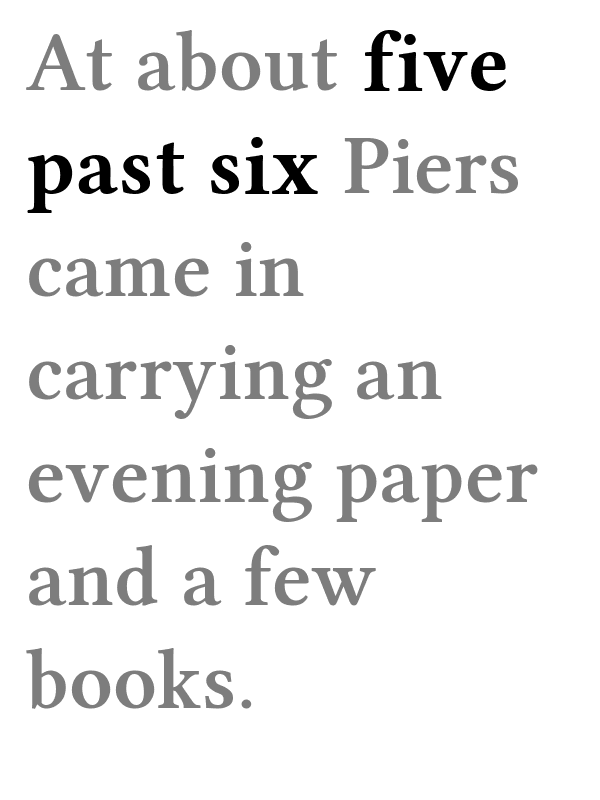 At about five
past six Piers
came in
carrying an
evening paper
and a few
books.